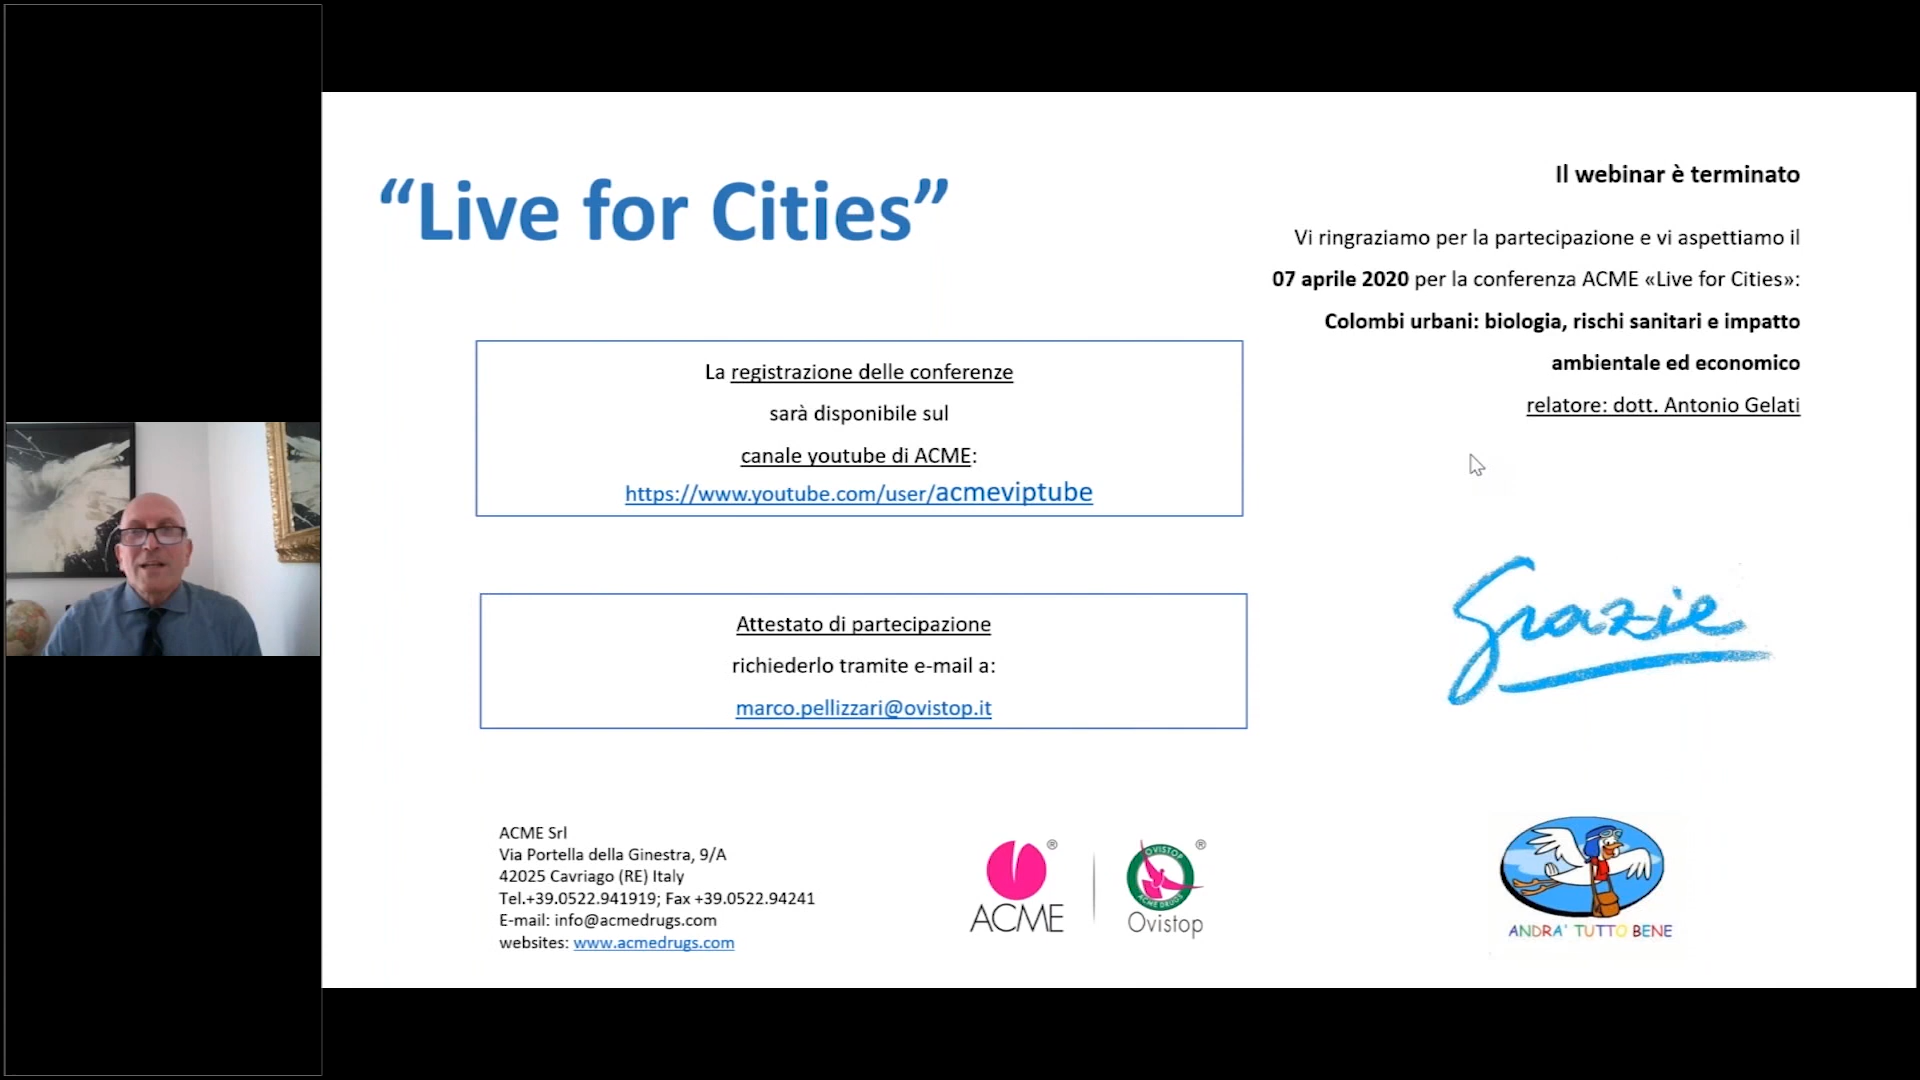 “Live for Cities”
Il webinar è terminato
Vi ringraziamo per la partecipazione e vi aspettiamo il
07 aprile 2020 per la conferenza ACME «Live for Cities»:
Colombi urbani: biologia, rischi sanitari e impatto
ambientale ed economico
relatore: dott. Antonio Gelati
La registrazione delle conferenze
sarà disponibile sul
canale youtube di ACME:
https://www.youtube.com/user/acmeviptube
Attestato di partecipazione
richiederlo tramite e-mail a:
marco.pellizzari@ovistop.it
Grazie
ACME Srl
Via Portella della Ginestra, 9/A
42025 Cavriago (RE) Italy
Tel.+39.0522.941919; Fax +39.0522.94241
E-mail: info@acmedrugs.com
websites: www.acmedrugs.com
®
ACME
®
OVISTOP
ACME DRUGS
Ovistop
ANDRA' TUTTO BENE